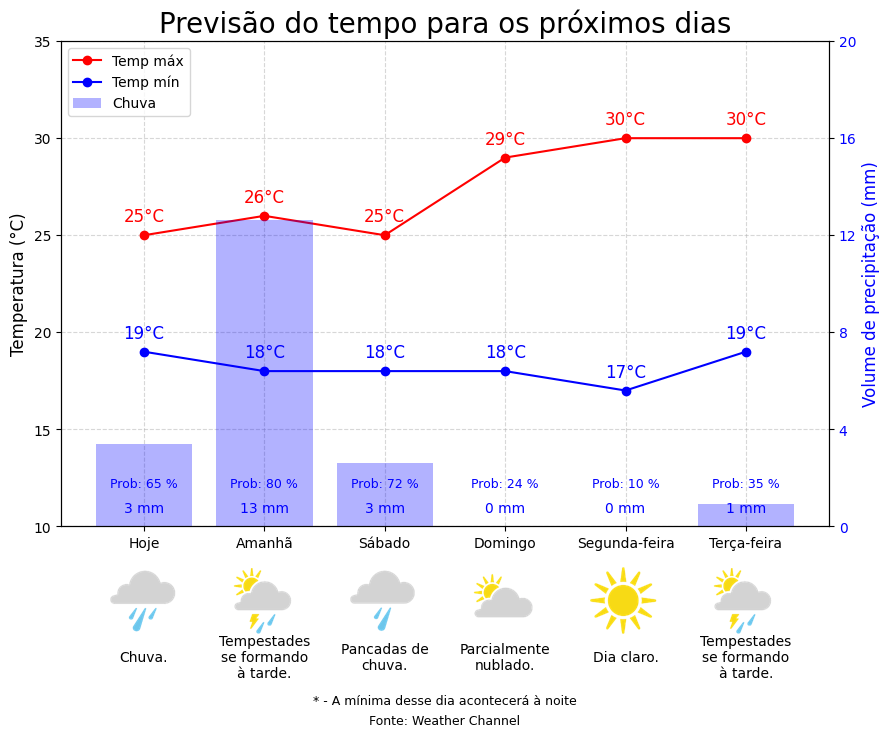 Previsão do tempo para os próximos dias
Temp máx
Temp mín
Chuva
Temperatura (°C)
35
30
25
20
15
10
Volume de precipitação (mm)
20
16
12
8
4
0
25°C
26°C
25°C
29°C
30°C
30°C
19°C
18°C
18°C
18°C
17°C
19°C
Prob: 65 %
Prob: 80 %
Prob: 72 %
Prob: 24 %
Prob: 10 %
Prob: 35 %
3 mm
13 mm
3 mm
0 mm
0 mm
1 mm
Hoje
Amanhã
Sábado
Domingo
Segunda-feira
Terça-feira
Chuva.
Tempestades
se formando
à tarde.
Pancadas de
chuva.
Parcialmente
nublado.
Dia claro.
Tempestades
se formando
à tarde.
* - A mínima desse dia acontecerá à noite
Fonte: Weather Channel